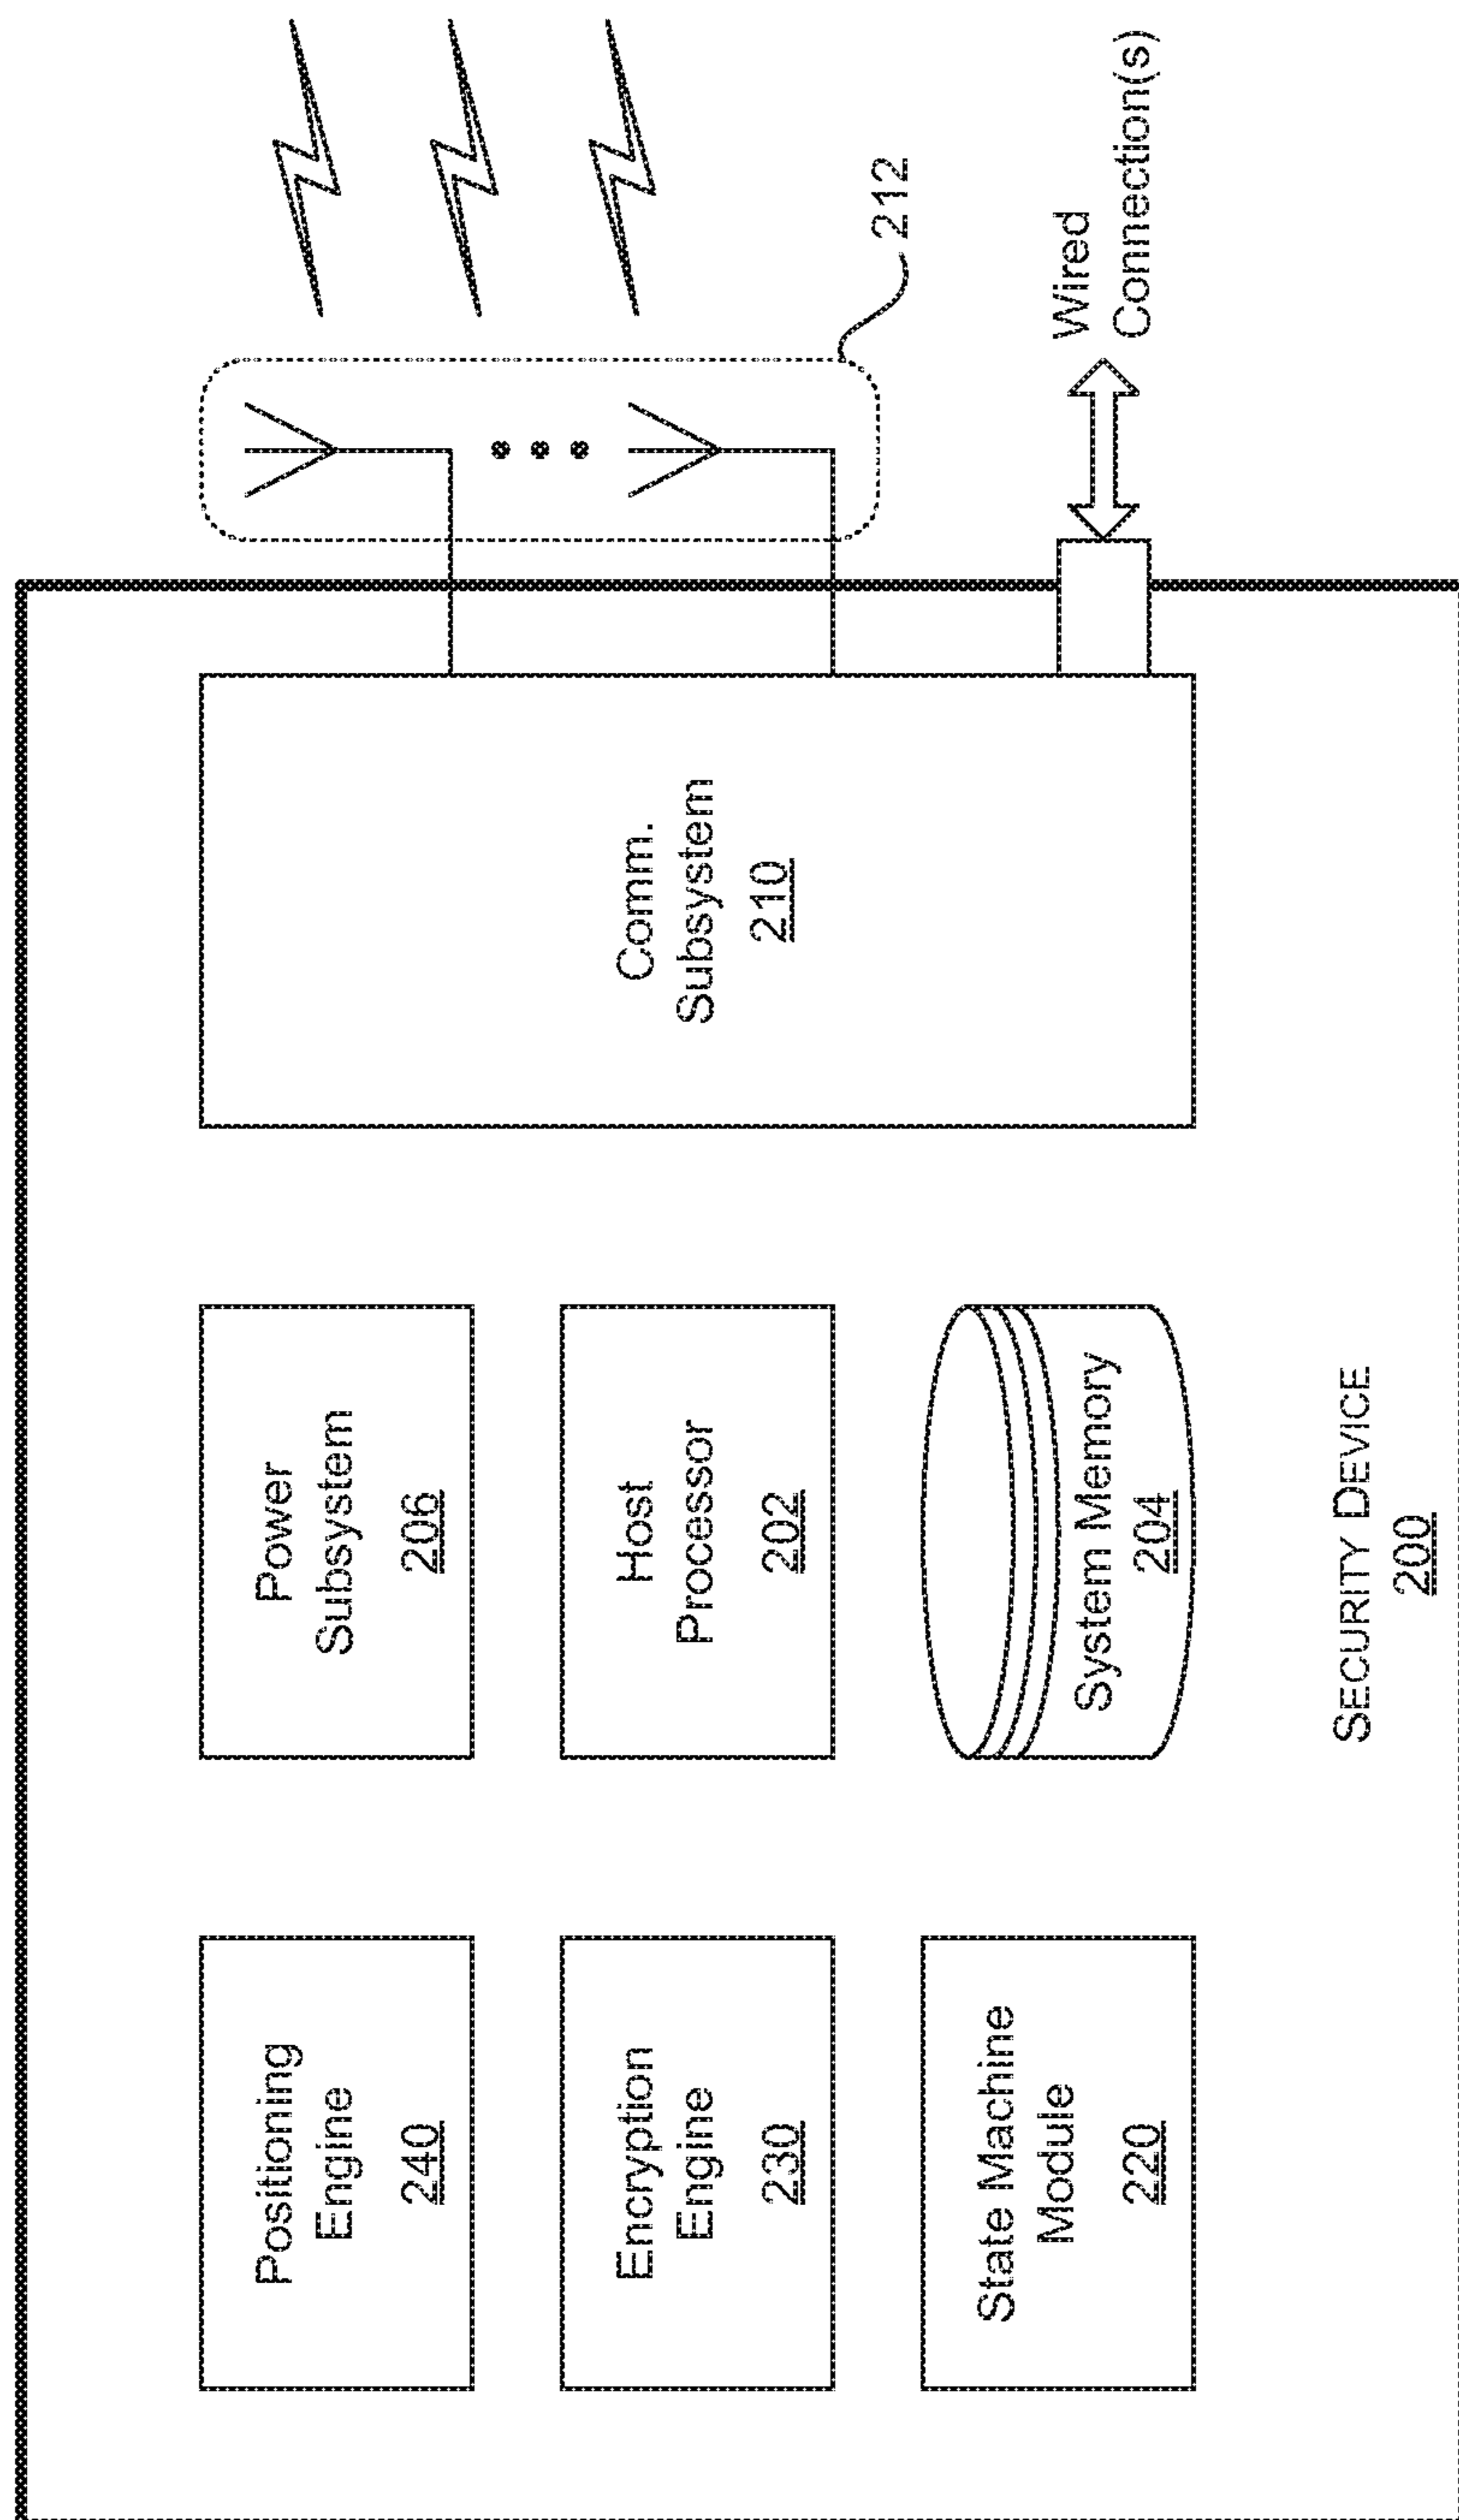 Positioning
Engine
240
Power
Subsystem
206
Encryption
Engine
230
Host
Processor
202
State Machine
Module
220
System Memory
204
Comm.
Subsystem
210
212
Wired
Connection(s)
SECURITY DEVICE
200